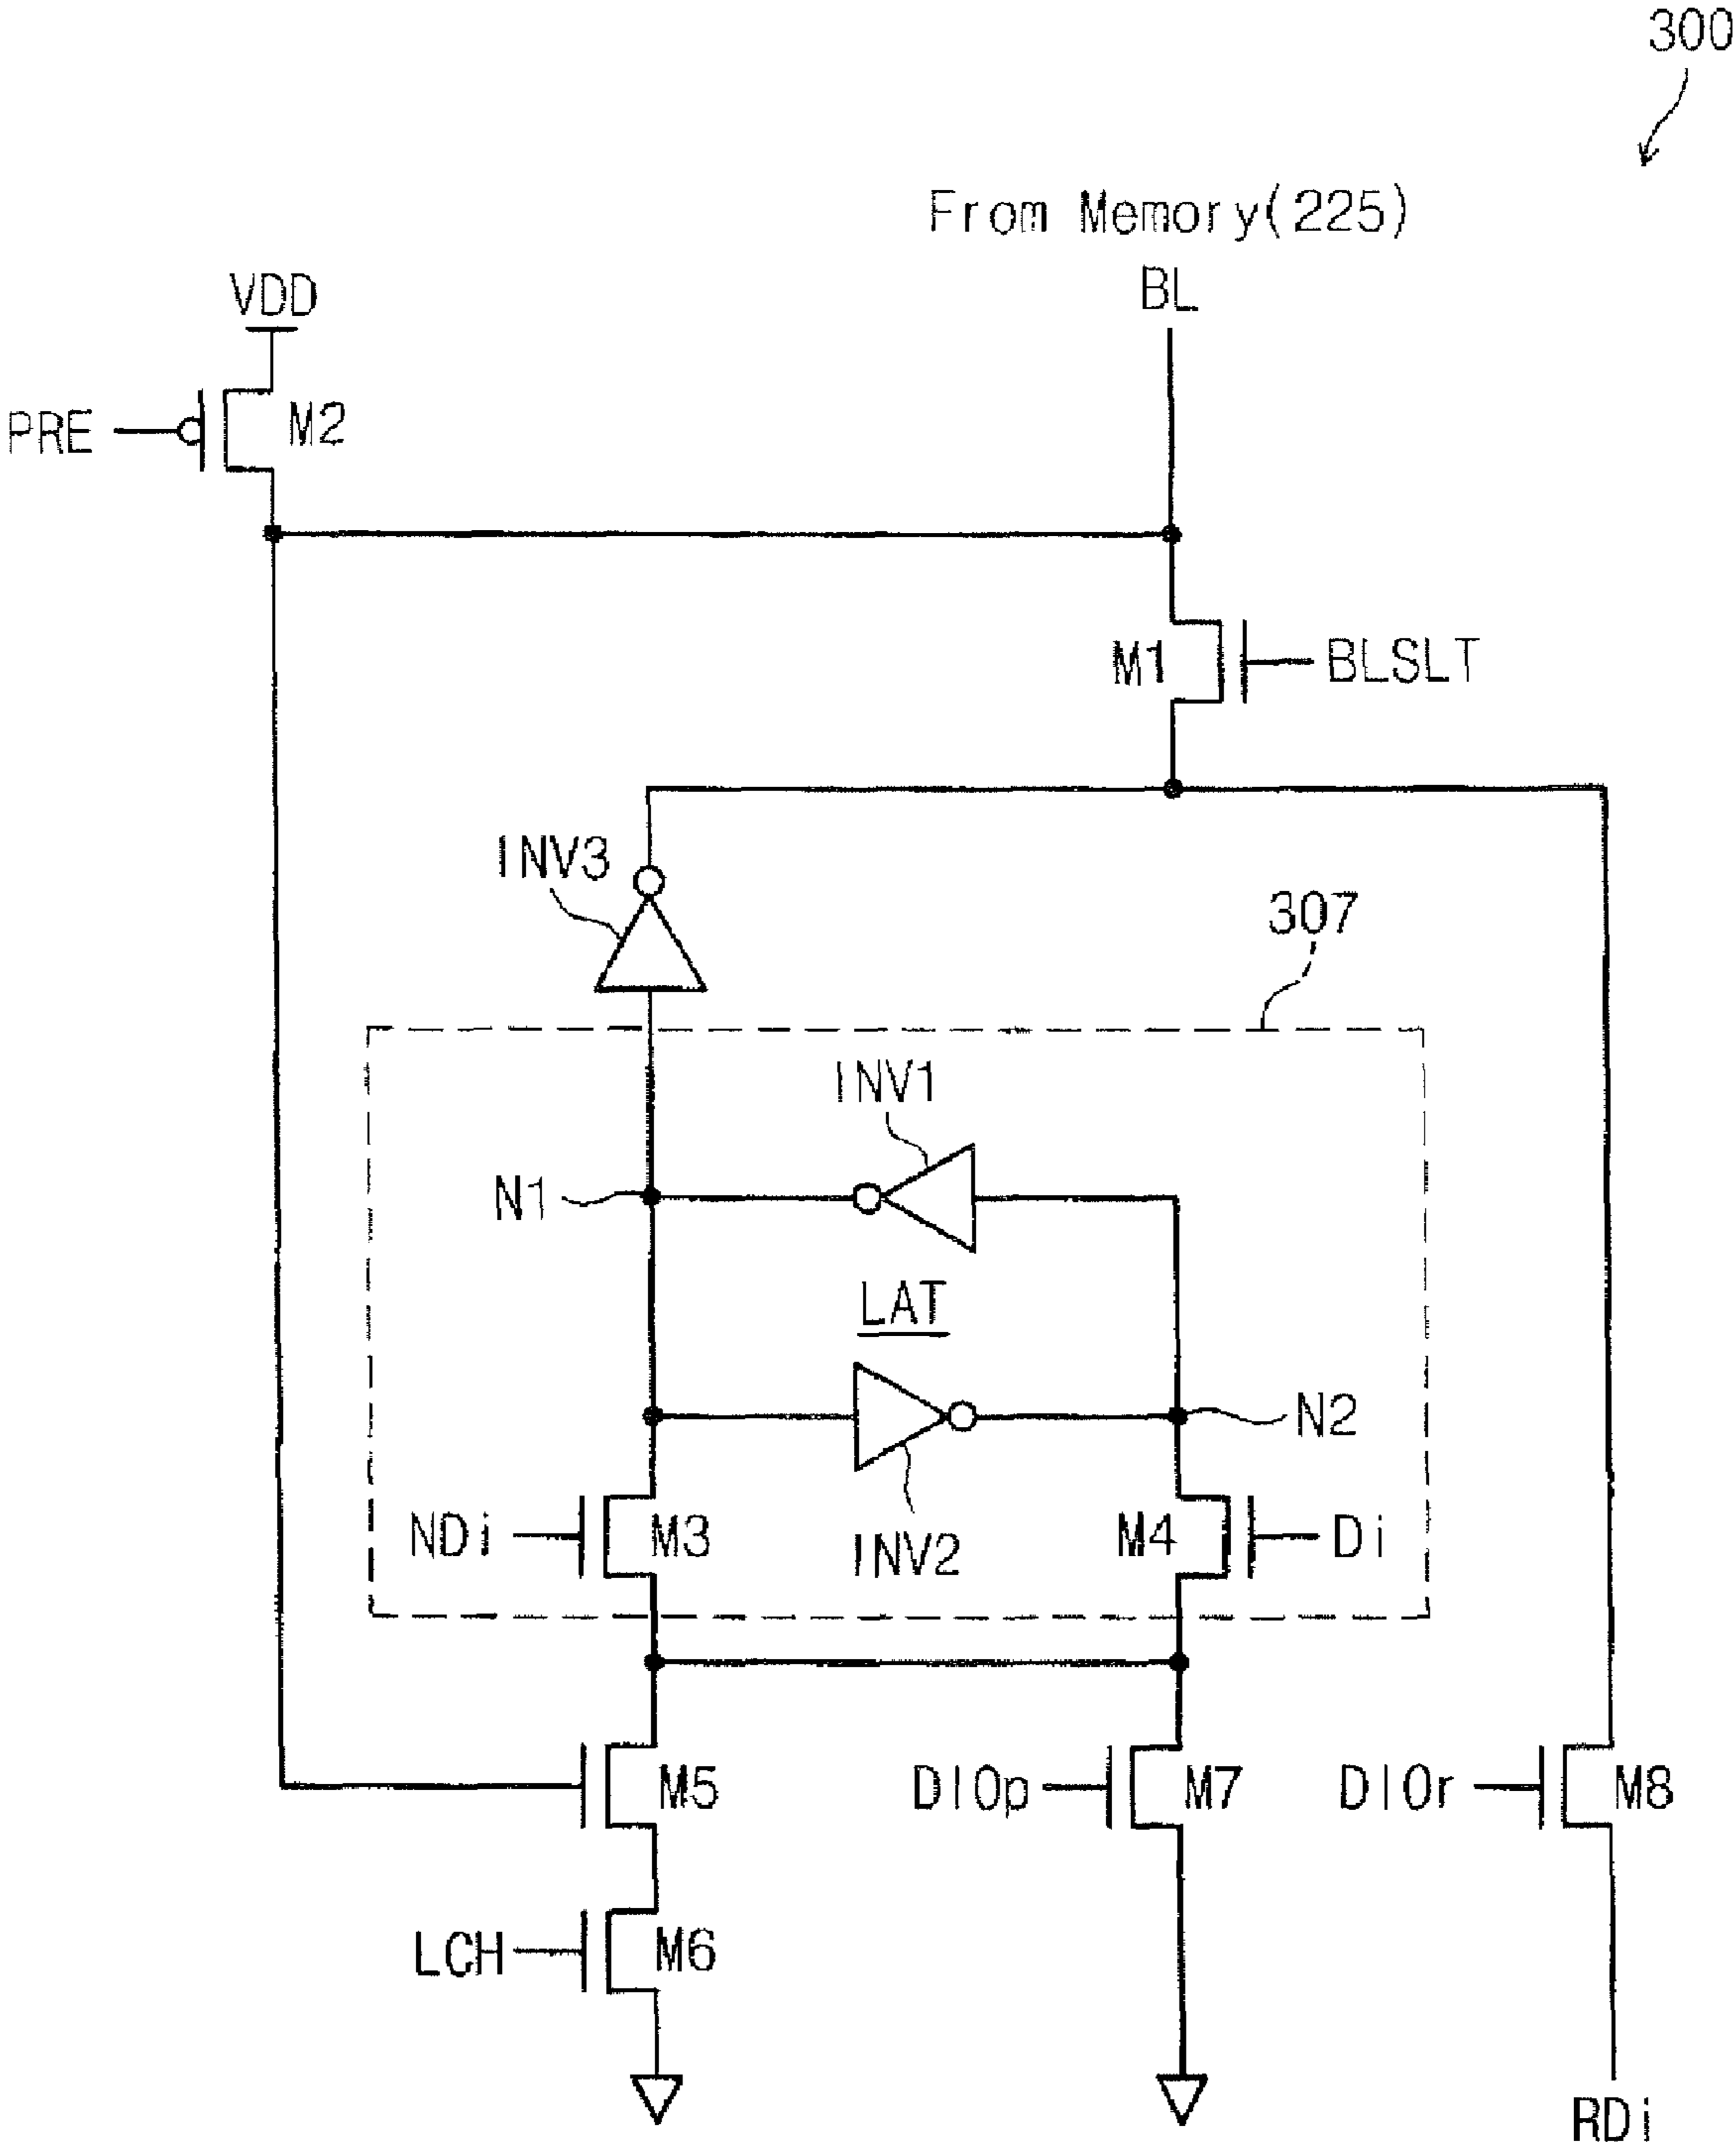 300
From Memory(225)
VDD
BL
PRE
M2
M1
BLSLT
INV3
307
INV1
N1
LAT
N2
NDi
M3
INV2
M4
Di
M5
DIOp
M7
DIOr
M8
LCH
M6
RDi